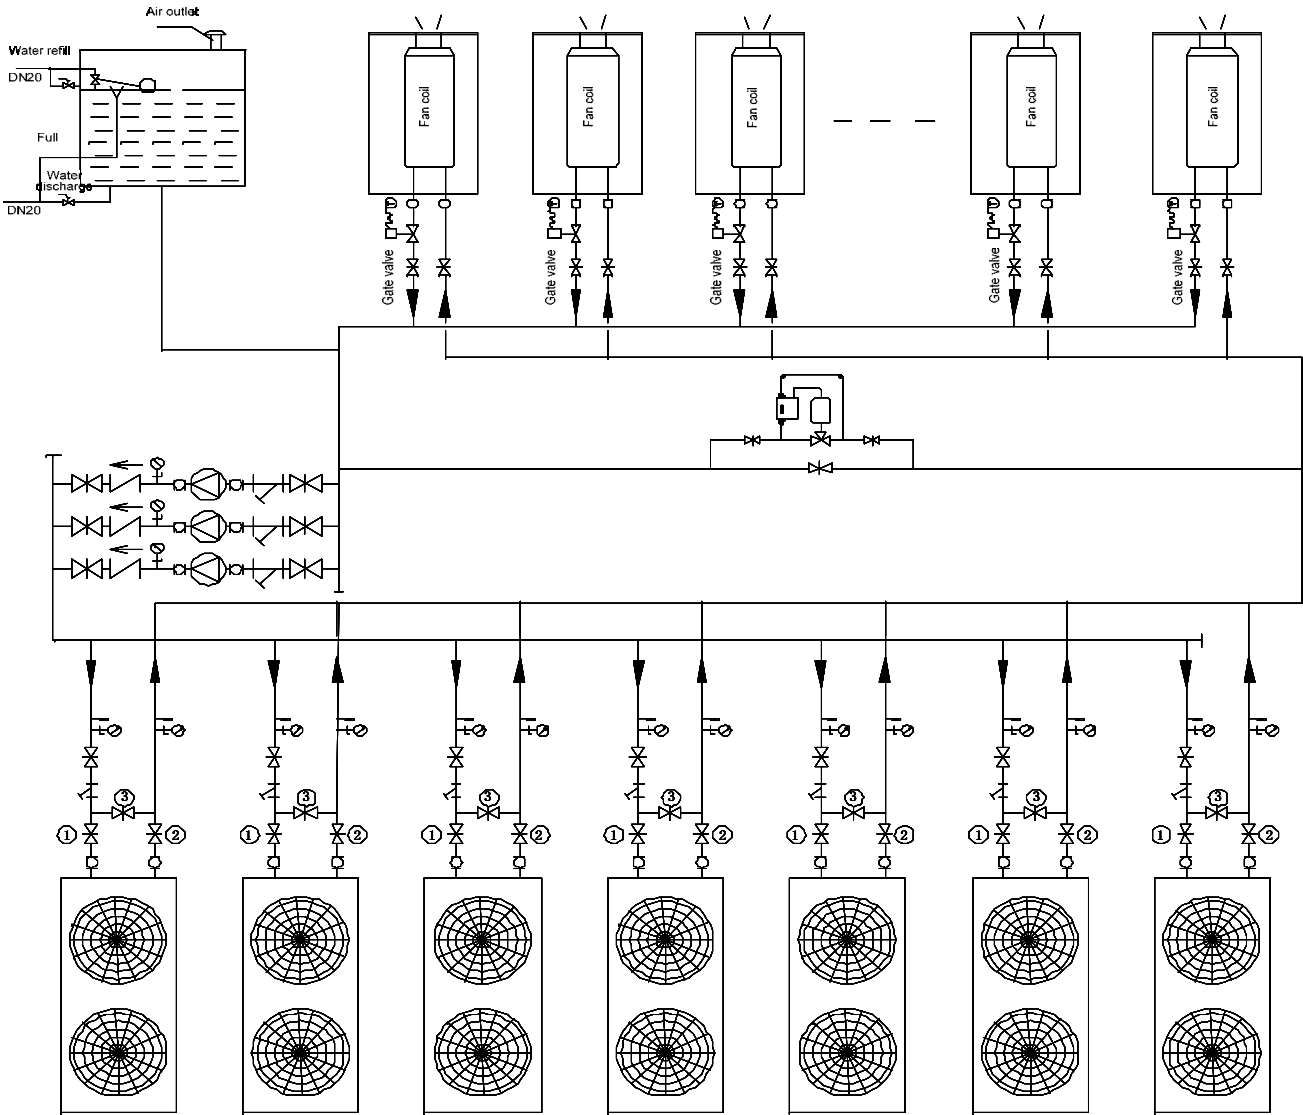 Air outlet
Water refill
DN20
Full
Water
discharge
DN20
Fan coil
Fan coil
Fan coil
Fan coil
Fan coil
Gate valve
Gate valve
Gate valve
Gate valve
Gate valve
3
3
3
3
3
3
3
1
2
1
2
1
2
1
2
1
2
1
2
1
2